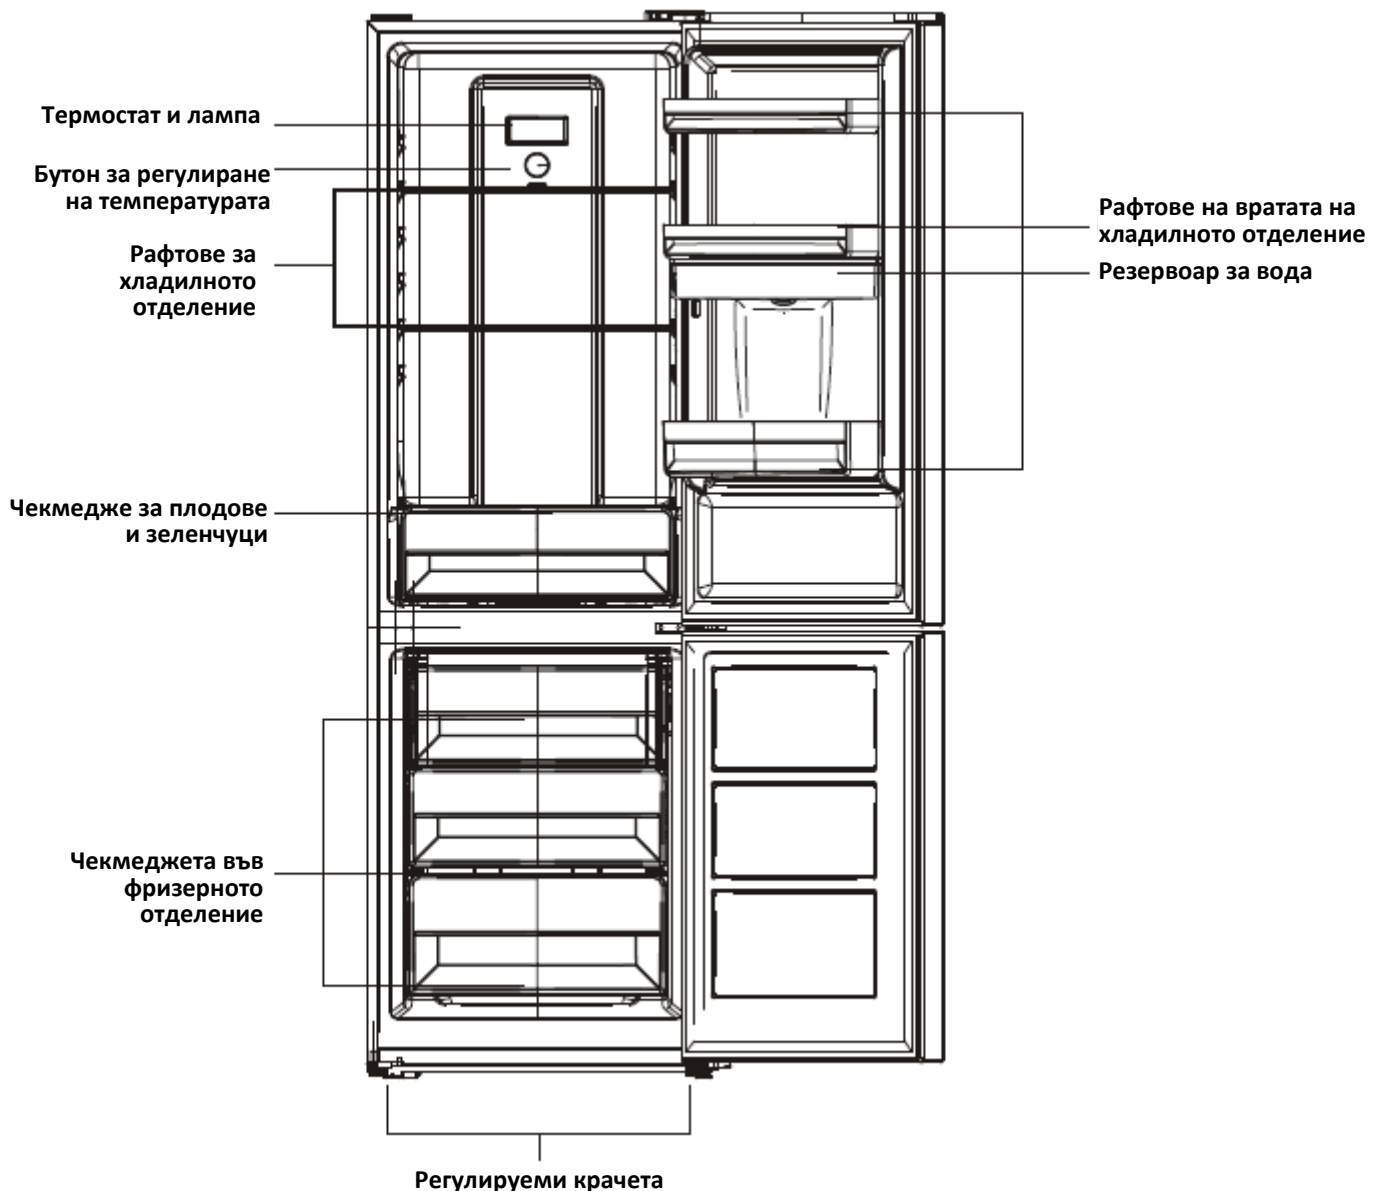 Термостат и лампа
Бутон за регулиране
на температурата
Рафтове за
хладилното
отделение
Чекмедже за плодове
и зеленчуци
Чекмеджета във
фризерното
отделение
Рафтове на вратата на
хладилното отделение
Резервоар за вода
Регулируеми крачета